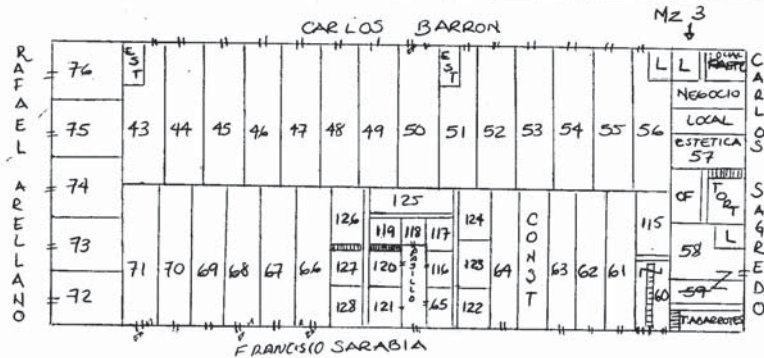 CARLOS BARRON
MZ 3
RAFAEL ARELLANO
CARLOS SAGREDO
FRANCISCO SARABIA
76
75
74
73
72
EST
43 44 45 46 47 48 49 50 51 52 53 54 55 56
EST
L L LOCAL
NEGOCIO
LOCAL
ESTETICA
57
OF TORT
L
58
59
T ABARROTES
125
126 119 118 117 124 115
71 70 69 68 67 66 127 120 PASILLO 116 123 64 CONST 63 62 61 60
128 121 65 122